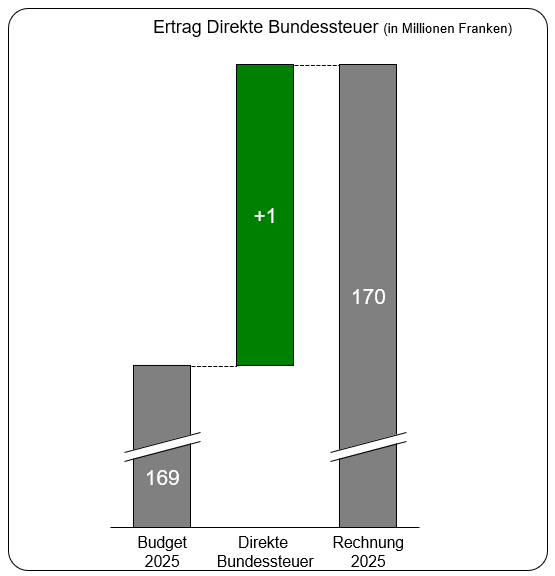 Ertrag Direkte Bundessteuer (in Millionen Franken)
+1
170
169
Budget
2025
Direkte
Bundessteuer
Rechnung
2025